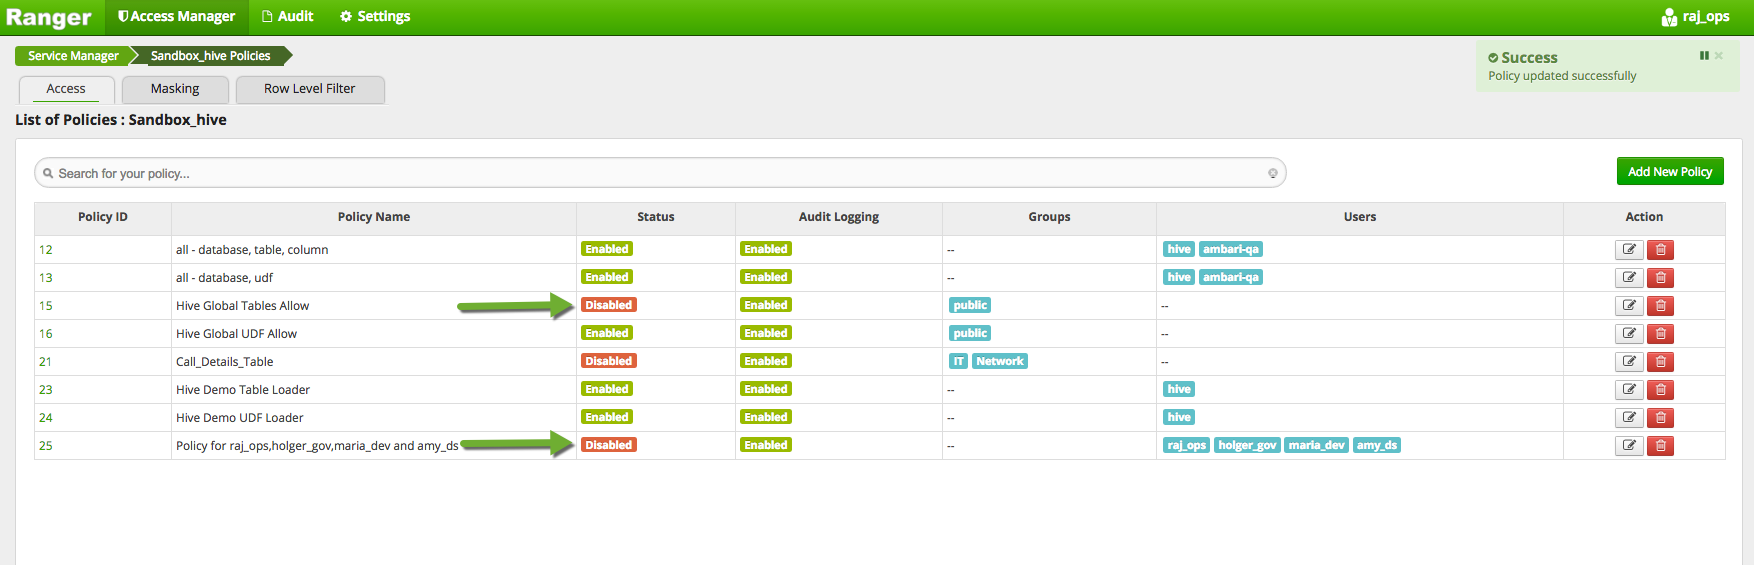 Ranger Access Manager Audit Settings raj_ops
Service Manager Sandbox_hive Policies
Success
Policy updated successfully
Access Masking Row Level Filter
List of Policies : Sandbox_hive
Search for your policy... Add New Policy
Policy ID Policy Name Status Audit Logging Groups Users Action
12 all - database, table, column Enabled Enabled -- hive ambari-qa
13 all - database, udf Enabled Enabled -- hive ambari-qa
15 Hive Global Tables Allow Disabled Enabled public --
16 Hive Global UDF Allow Enabled Enabled public --
21 Call_Details_Table Disabled Enabled IT Network --
23 Hive Demo Table Loader Enabled Enabled -- hive
24 Hive Demo UDF Loader Enabled Enabled -- hive
25 Policy for raj_ops,holger_gov,maria_dev and amy_ds Disabled Enabled -- raj_ops holger_gov maria_dev amy_ds